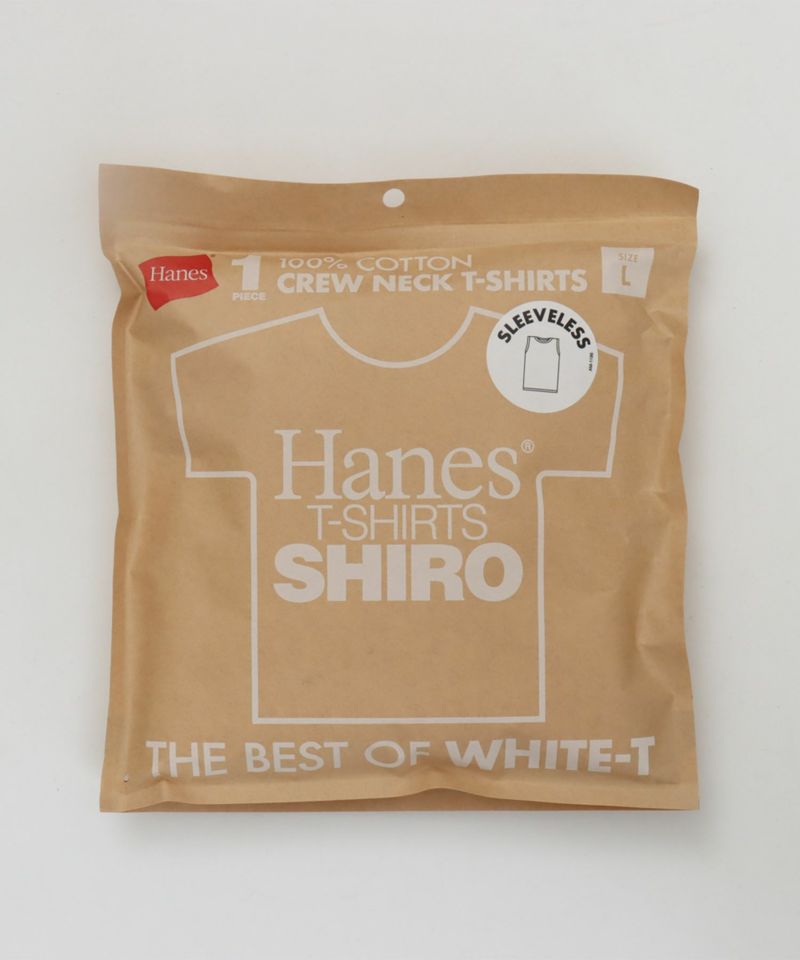 Hanes
1
PIECE
100% COTTON
CREW NECK T-SHIRTS
SIZE
L
SLEEVELESS
Hanes®
T-SHIRTS
SHIRO
THE BEST OF WHITE-T